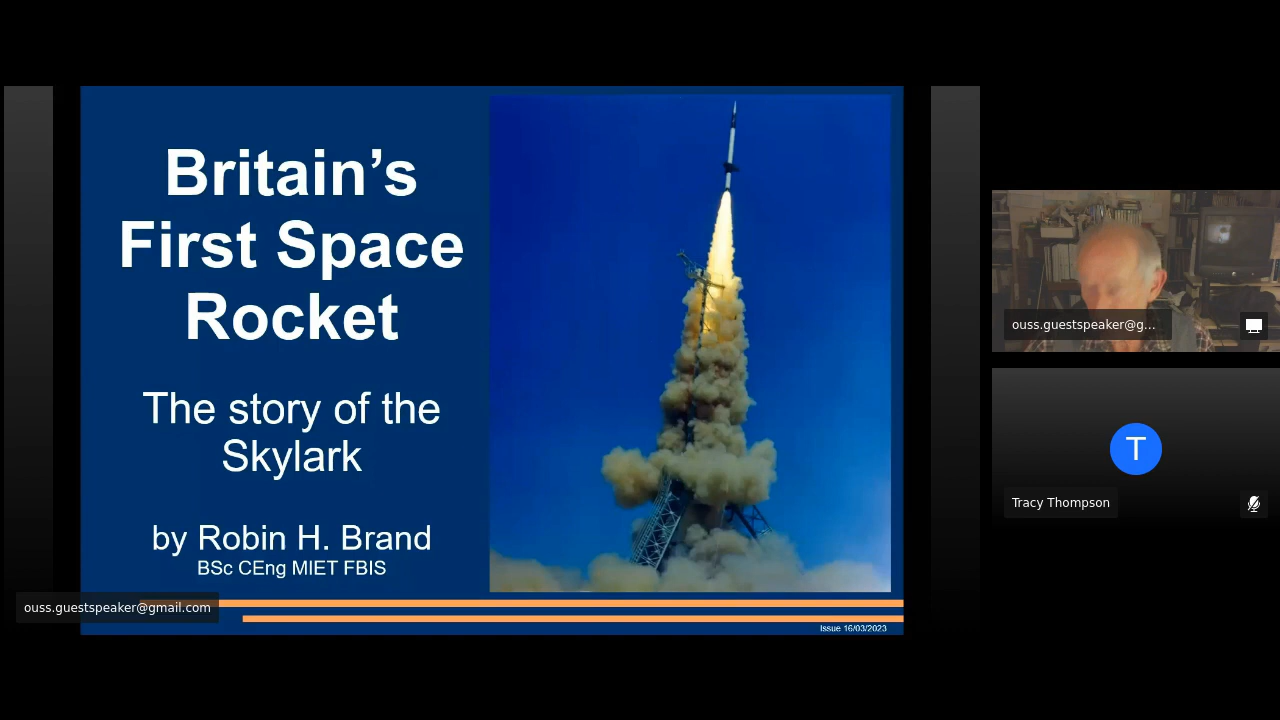 Britain’s
First Space
Rocket
The story of the
Skylark
by Robin H. Brand
BSc CEng MIET FBIS
Issue 16/03/2023
ouss.guestspeaker@gmail.com
ouss.guestspeaker@g...
T
Tracy Thompson